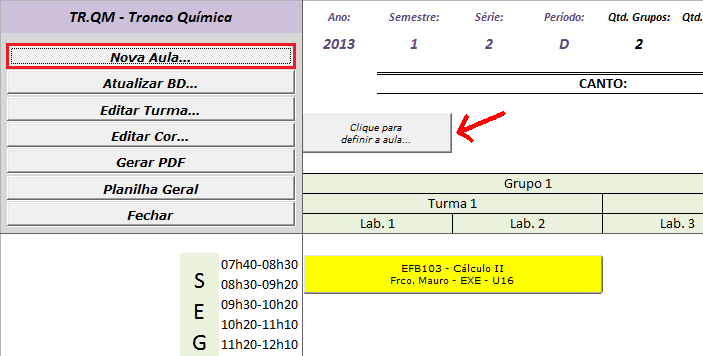 TR.QM - Tronco Química
Nova Aula...
Atualizar BD...
Editar Turma...
Editar Cor...
Gerar PDF
Planilha Geral
Fechar
Ano: Semestre: Série: Período: Qtd. Grupos: Qtd.
2013 1 2 D 2
CANTO:
Clique para
definir a aula...
Grupo 1
Turma 1
Lab. 1 Lab. 2 Lab. 3
S
E
G
07h40-08h30
08h30-09h20
09h30-10h20
10h20-11h10
11h20-12h10
EFB103 - Cálculo II
Frco. Mauro - EXE - U16